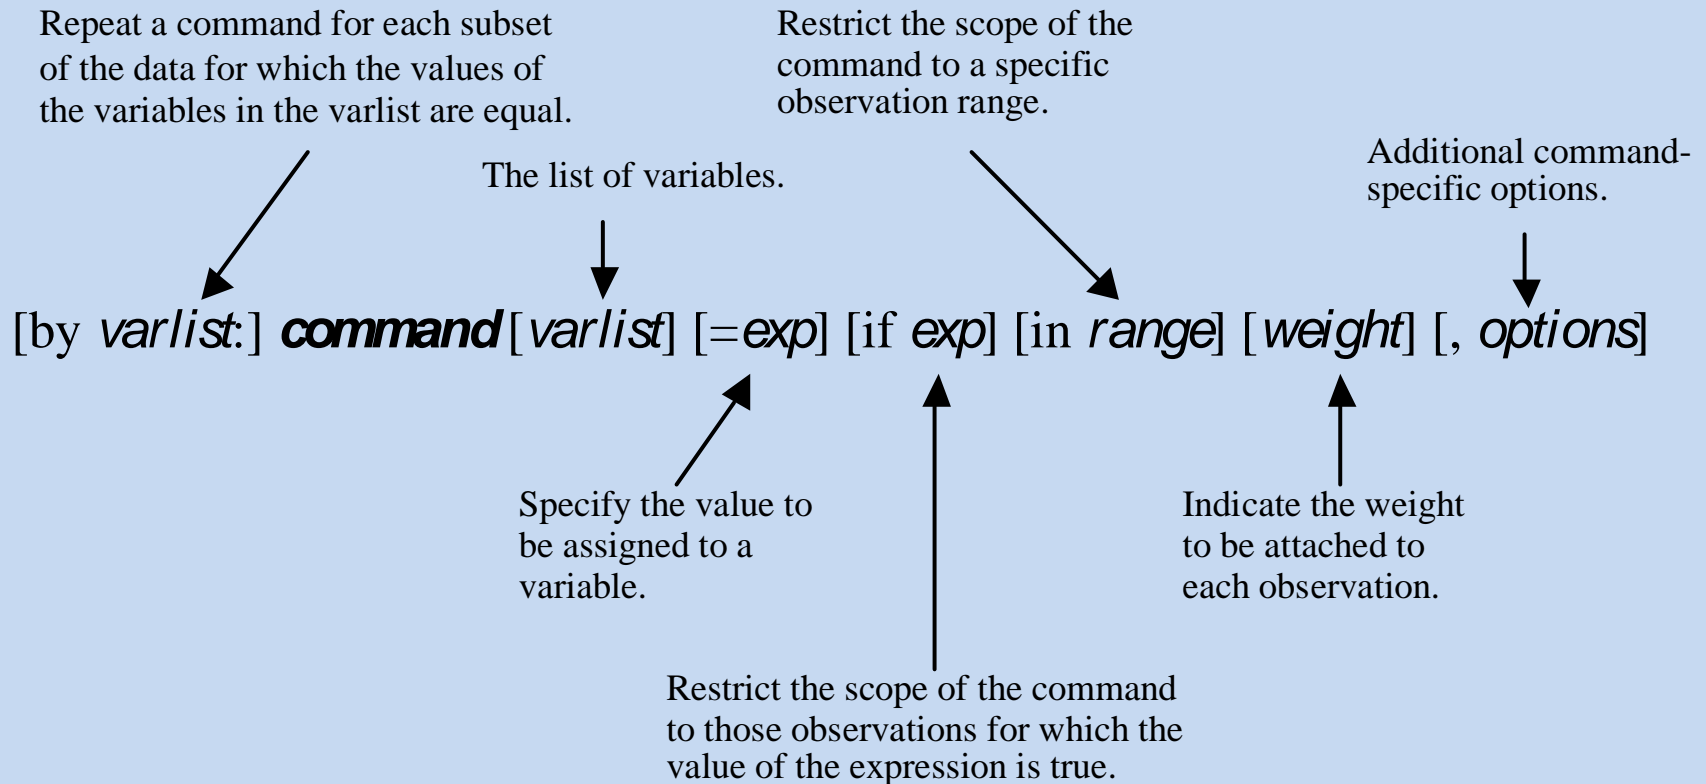 Repeat a command for each subset
of the data for which the values of
the variables in the varlist are equal.
The list of variables.
Restrict the scope of the
command to a specific
observation range.
Additional command-
specific options.
[by varlist:] command [varlist] [=exp] [if exp] [in range] [weight] [, options]
Specify the value to
be assigned to a
variable.
Restrict the scope of the command
to those observations for which the
value of the expression is true.
Indicate the weight
to be attached to
each observation.